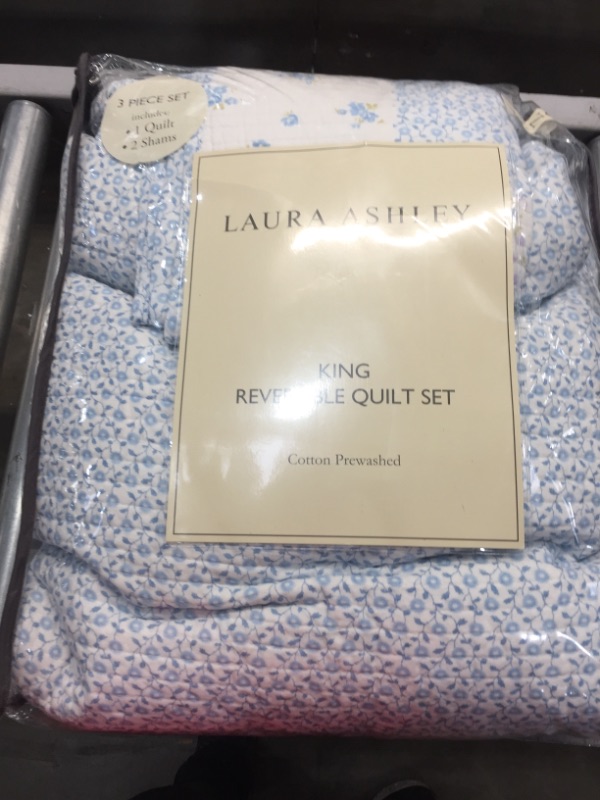 3 PIECE SET
includes:
• 1 Quilt
• 2 Shams
LAURA ASHLEY
KING
QUILT SET
Cotton Prewashed